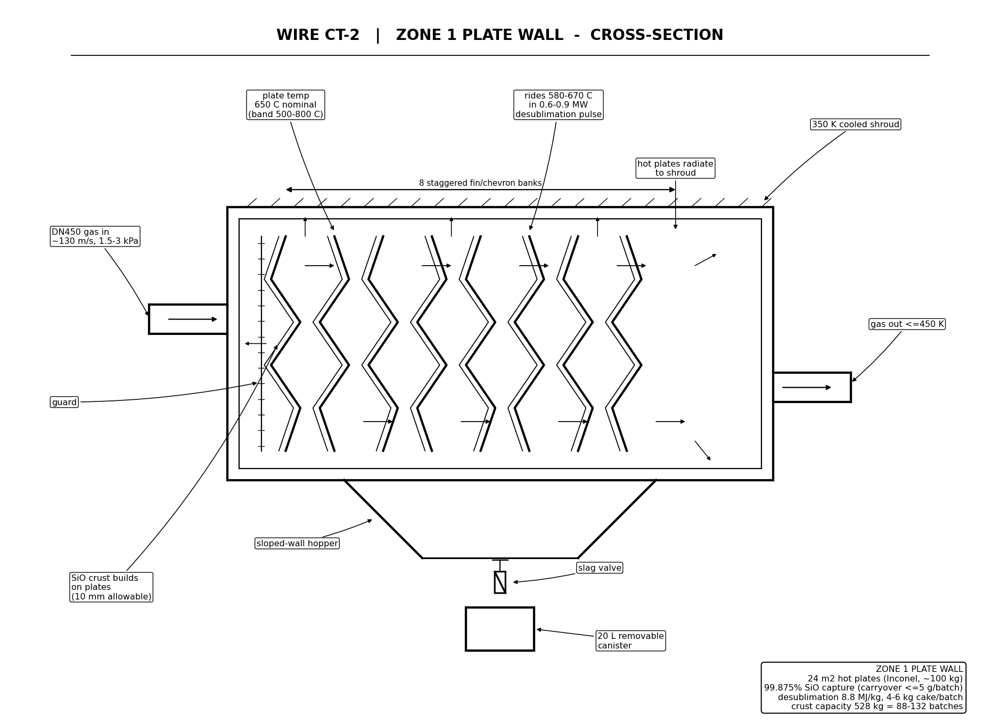 WIRE CT-2 | ZONE 1 PLATE WALL - CROSS-SECTION
plate temp
650 C nominal
(band 500-800 C)
rides 580-670 C
in 0.6-0.9 MW
desublimation pulse
350 K cooled shroud
hot plates radiate
to shroud
8 staggered fin/chevron banks
DN450 gas in
~130 m/s, 1.5-3 kPa
gas out <=450 K
guard
sloped-wall hopper
slag valve
SiO crust builds
on plates
(10 mm allowable)
20 L removable
canister
ZONE 1 PLATE WALL
24 m2 hot plates (Inconel, ~100 kg)
99.875% SiO capture (carryover <=5 g/batch)
desublimation 8.8 MJ/kg, 4-6 kg cake/batch
crust capacity 528 kg = 88-132 batches